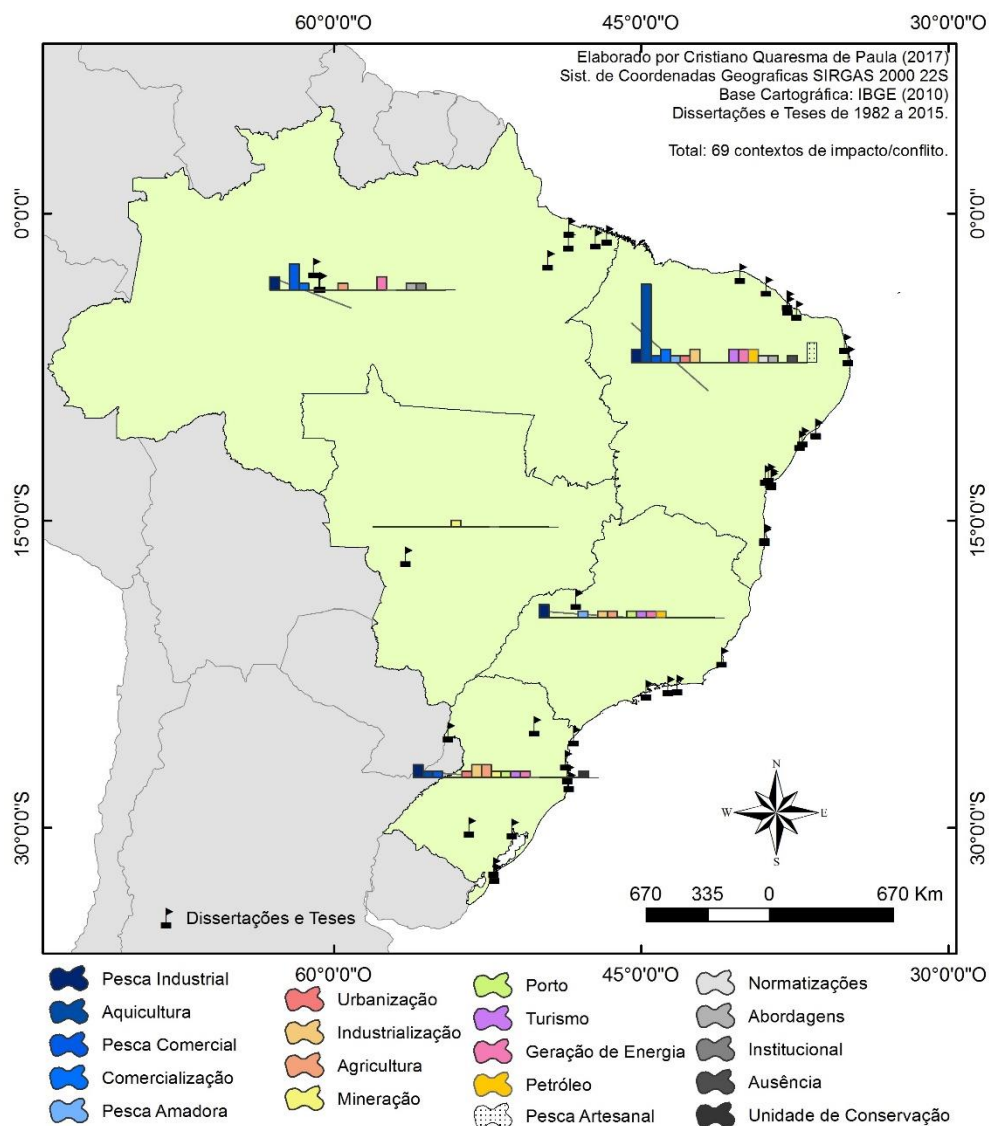 60°0'0"O 45°0'0"O 30°0'0"O
Elaborado por Cristiano Quaresma de Paula (2017)
Sist. de Coordenadas Geograficas SIRGAS 2000 22S
Base Cartográfica: IBGE (2010)
Dissertações e Teses de 1982 a 2015.
Total: 69 contextos de impacto/conflito.
0°0'0" 0°0'0"
15°0'0"S 15°0'0"S
30°0'0"S 30°0'0"S
N
W E
S
670 335 0 670 Km
Dissertações e Teses
60°0'0"O 45°0'0"O 30°0'0"O
Pesca Industrial
Aquicultura
Pesca Comercial
Comercialização
Pesca Amadora
Urbanização
Industrialização
Agricultura
Mineração
Porto
Turismo
Geração de Energia
Petróleo
Pesca Artesanal
Normatizações
Abordagens
Institucional
Ausência
Unidade de Conservação